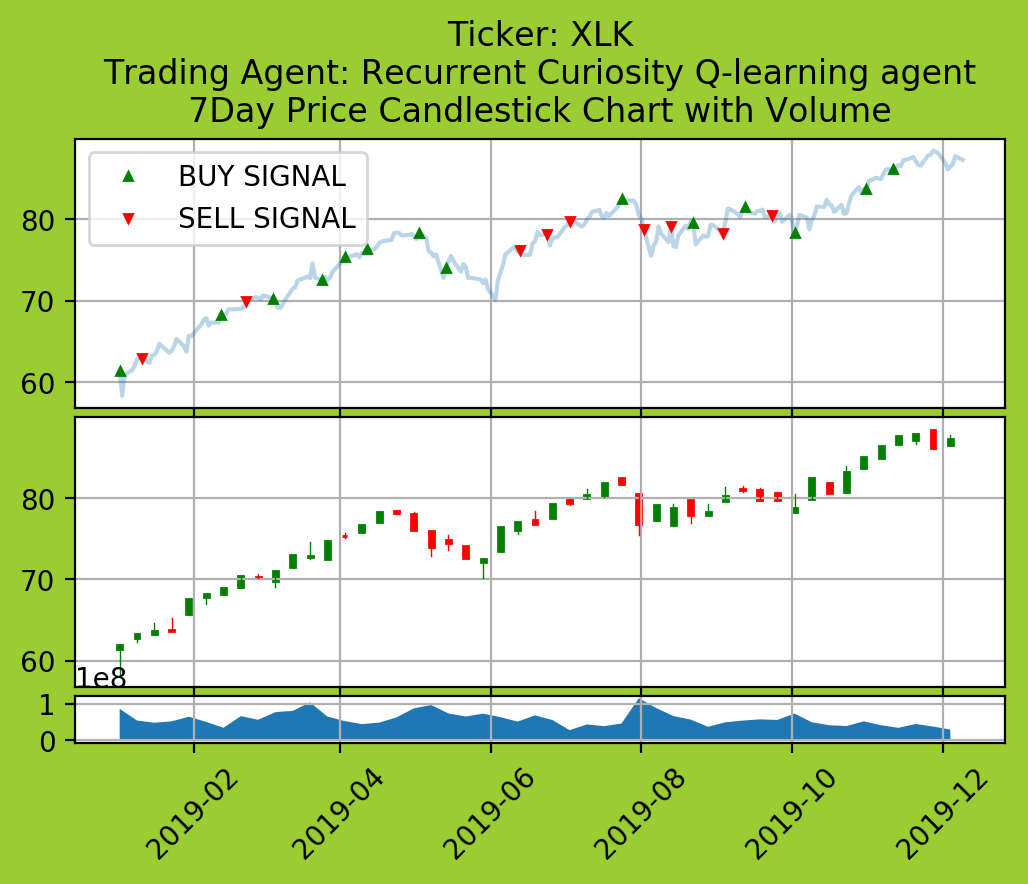 Ticker: XLK
Trading Agent: Recurrent Curiosity Q-learning agent
7Day Price Candlestick Chart with Volume
BUY SIGNAL
SELL SIGNAL
80
70
60
80
70
60
1e8
1
0
2019-02
2019-04
2019-06
2019-08
2019-10
2019-12